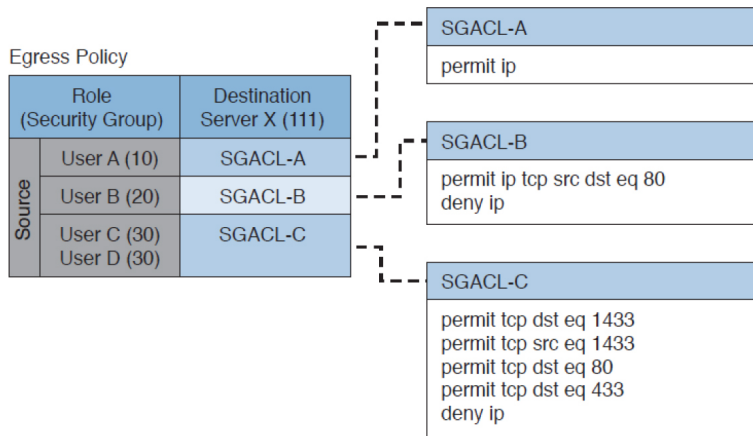 Egress Policy
Role
(Security Group)
Destination
Server X (111)
Source
User A (10)
SGACL-A
User B (20)
SGACL-B
User C (30)
User D (30)
SGACL-C
SGACL-A
permit ip
SGACL-B
permit ip tcp src dst eq 80
deny ip
SGACL-C
permit tcp dst eq 1433
permit tcp src eq 1433
permit tcp dst eq 80
permit tcp dst eq 433
deny ip